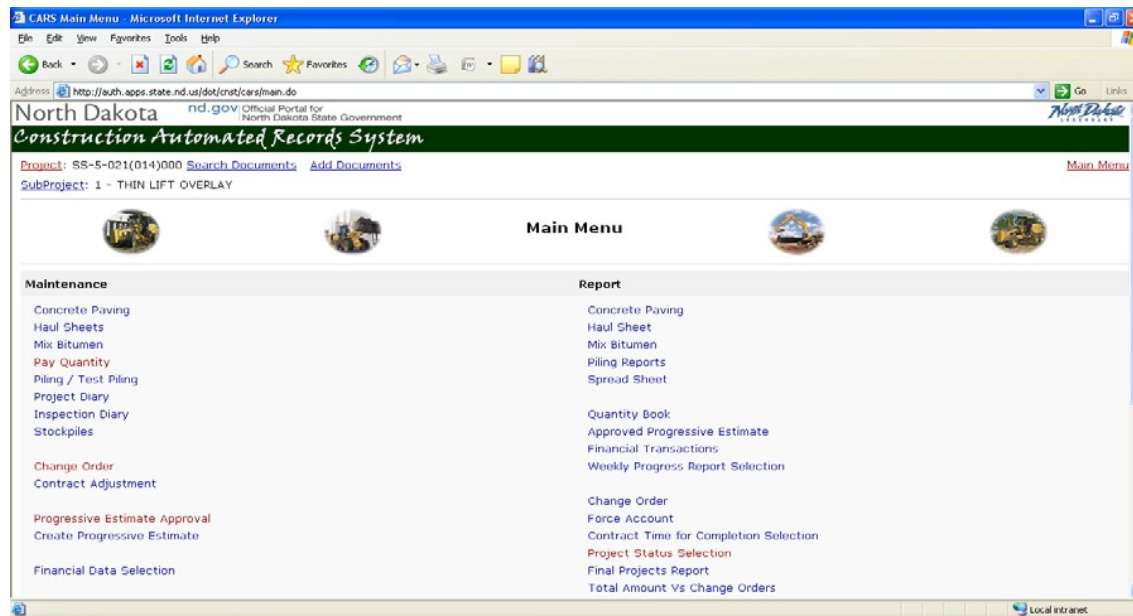 CARS Main Menu - Microsoft Internet Explorer
File Edit View Favorites Tools Help
Back Search Favorites
Address http://auth.apps.state.nd.us/dot/cnst/cars/main.do Go Links
North Dakota nd.gov Official Portal for
North Dakota State Government
North Dakota
LEGENDARY
Construction Automated Records System
Project: SS-5-021(014)000 Search Documents Add Documents Main Menu
SubProject: 1 - THIN LIFT OVERLAY
Main Menu
Maintenance
Concrete Paving
Haul Sheets
Mix Bitumen
Pay Quantity
Piling / Test Piling
Project Diary
Inspection Diary
Stockpiles
Change Order
Contract Adjustment
Progressive Estimate Approval
Create Progressive Estimate
Financial Data Selection
Report
Concrete Paving
Haul Sheet
Mix Bitumen
Piling Reports
Spread Sheet
Quantity Book
Approved Progressive Estimate
Financial Transactions
Weekly Progress Report Selection
Change Order
Force Account
Contract Time for Completion Selection
Project Status Selection
Final Projects Report
Total Amount Vs Change Orders
Local intranet